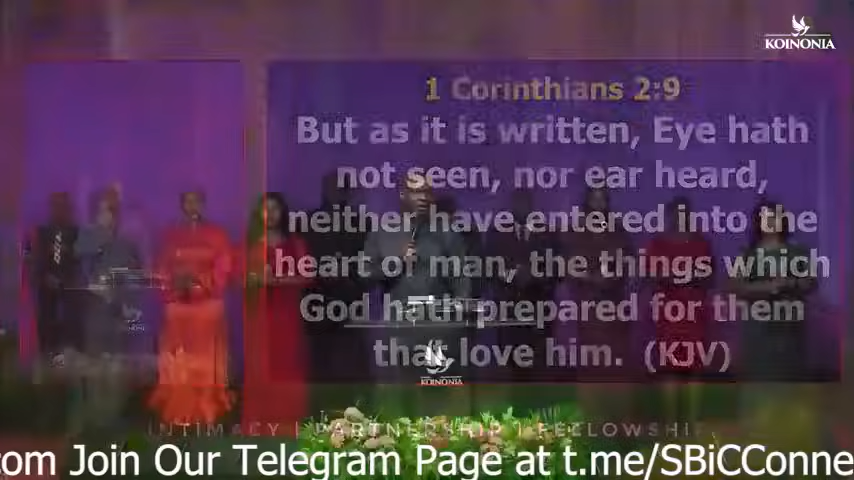 KOINONIA
1 Corinthians 2:9
But as it is written, Eye hath
not seen, nor ear heard,
neither have entered into the
heart of man, the things which
God hath prepared for them
that love him. (KJV)
KOINONIA
INTIMACY | PARTNERSHIP | FELLOWSHIP
com Join Our Telegram Page at t.me/SBiCConne